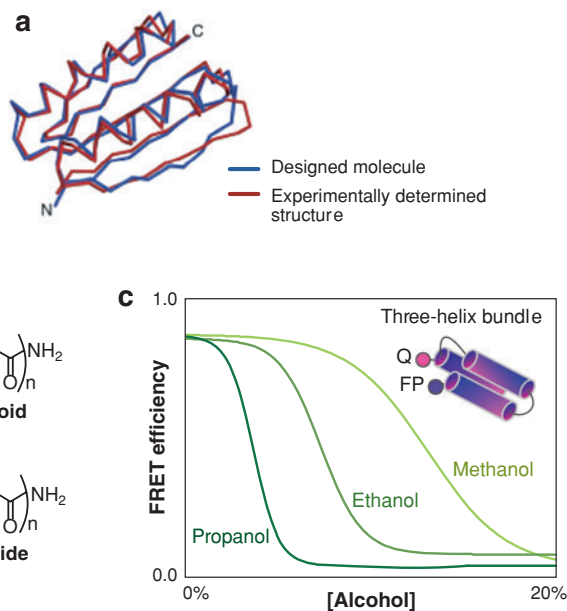 a
C
N
Designed molecule
Experimentally determined
structure
NH2
O
n
oid
NH2
O
n
ide
c
1.0
Three-helix bundle
Q
FP
FRET efficiency
Methanol
Ethanol
Propanol
0.0
0%
20%
[Alcohol]